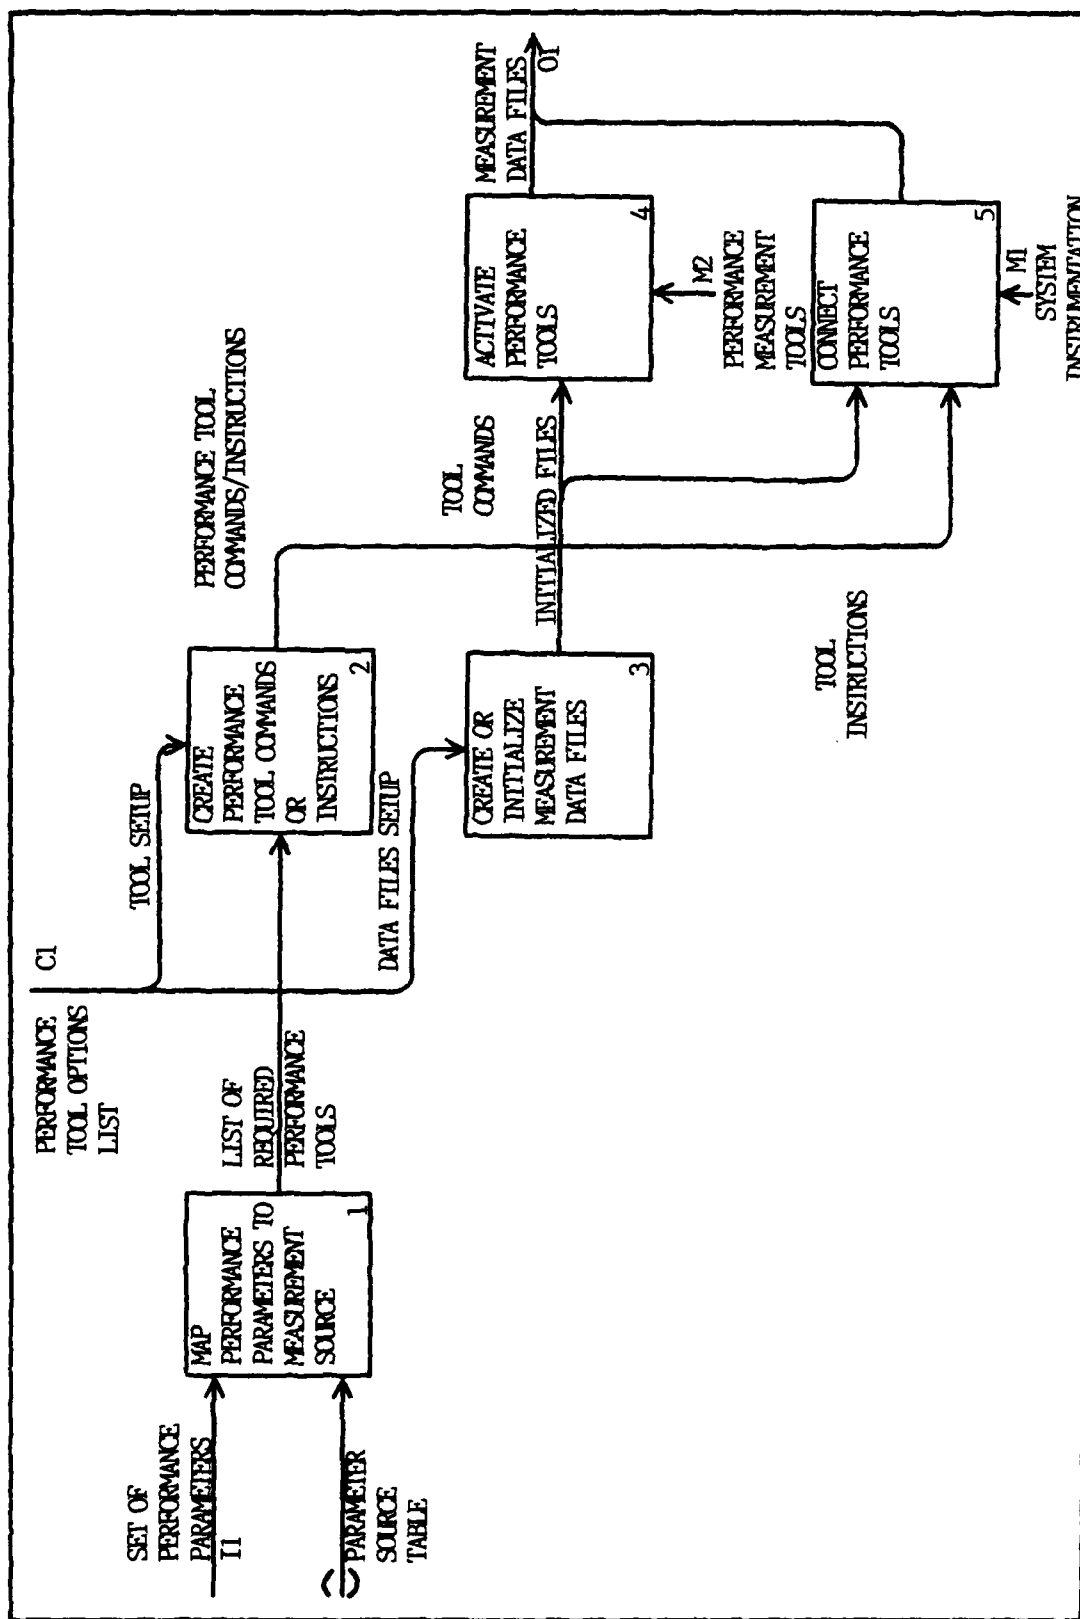 SET OF
PERFORMANCE
PARAMETERS
I1
()
PARAMETER
SOURCE
TABLE
MAP
PERFORMANCE
PARAMETERS TO
MEASUREMENT
SOURCE
1
LIST OF
REQUIRED
PERFORMANCE
TOOLS
PERFORMANCE
TOOL OPTIONS
LIST
C1
TOOL SETUP
DATA FILES SETUP
CREATE
PERFORMANCE
TOOL COMMANDS
OR
INSTRUCTIONS
2
CREATE OR
INITIALIZE
MEASUREMENT
DATA FILES
3
PERFORMANCE TOOL
COMMANDS/INSTRUCTIONS
TOOL
COMMANDS
INITIALIZED FILES
TOOL
INSTRUCTIONS
ACTIVATE
PERFORMANCE
TOOLS
4
M2
PERFORMANCE
MEASUREMENT
TOOLS
CONNECT
PERFORMANCE
TOOLS
5
M1
SYSTEM
INSTRUMENTATION
MEASUREMENT
DATA FILES
O1